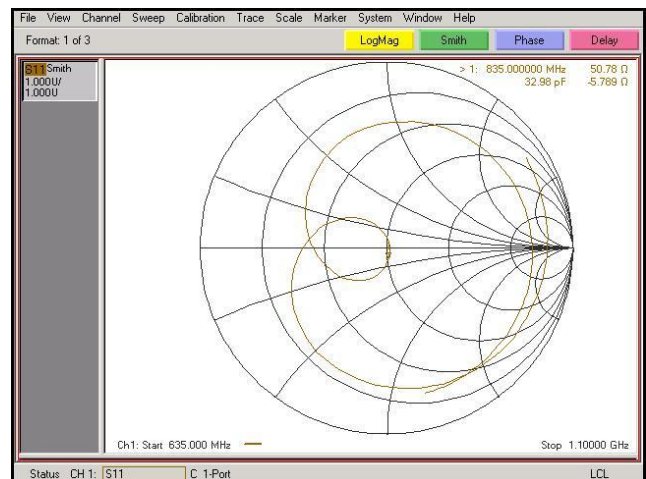 File View Channel Sweep Calibration Trace Scale Marker System Window Help
Format: 1 of 3 LogMag Smith Phase Delay
S11 Smith
1.000U/
1.000U
> 1: 835.000000 MHz 50.78 Ω
32.98 pF -5.789 Ω
Ch1: Start 635.000 MHz Stop 1.10000 GHz
Status CH 1: S11 C 1-Port LCL